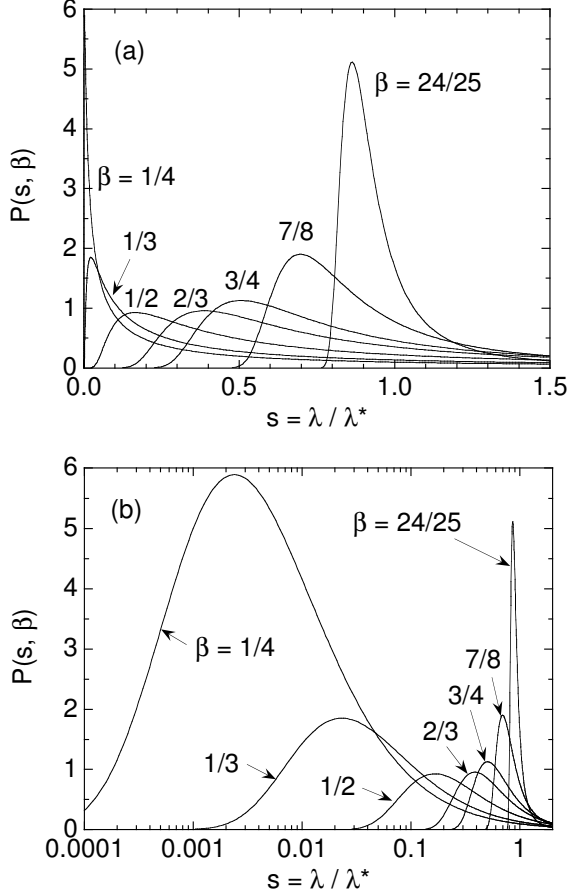 6
(a)
5
β = 24/25
4
P(s, β)
β = 1/4
3
1/3
7/8
2
3/4
1/2 2/3
1
0
0.0 0.5 1.0 1.5
s = λ / λ*
6
(b)
β = 24/25
5
4
P(s, β)
β = 1/4
3
7/8
3/4
2
2/3
1/3
1/2
1
0
0.0001 0.001 0.01 0.1 1
s = λ / λ*